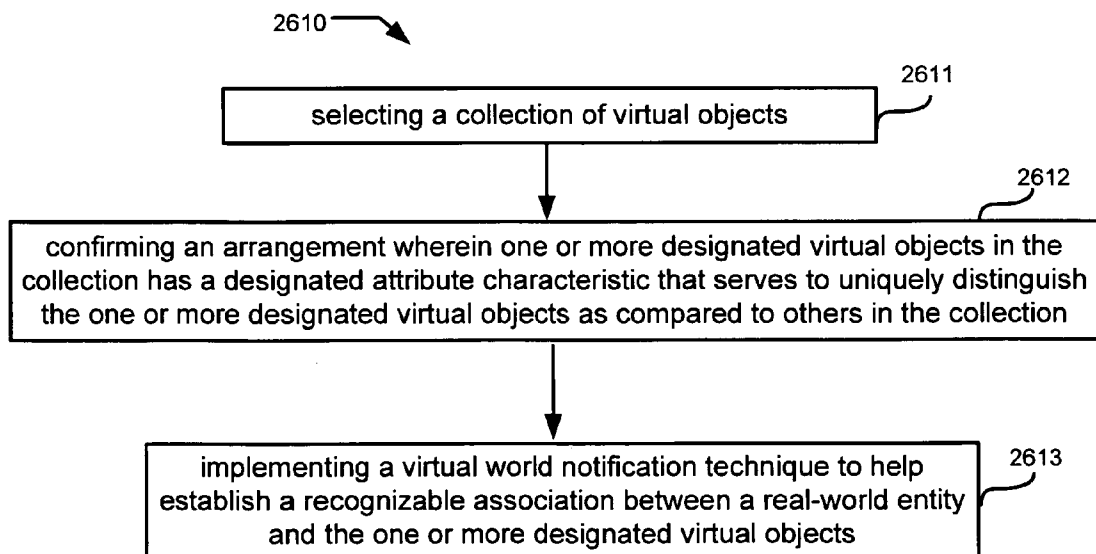 2610
2611
selecting a collection of virtual objects
2612
confirming an arrangement wherein one or more designated virtual objects in the
collection has a designated attribute characteristic that serves to uniquely distinguish
the one or more designated virtual objects as compared to others in the collection
implementing a virtual world notification technique to help
establish a recognizable association between a real-world entity
and the one or more designated virtual objects
2613